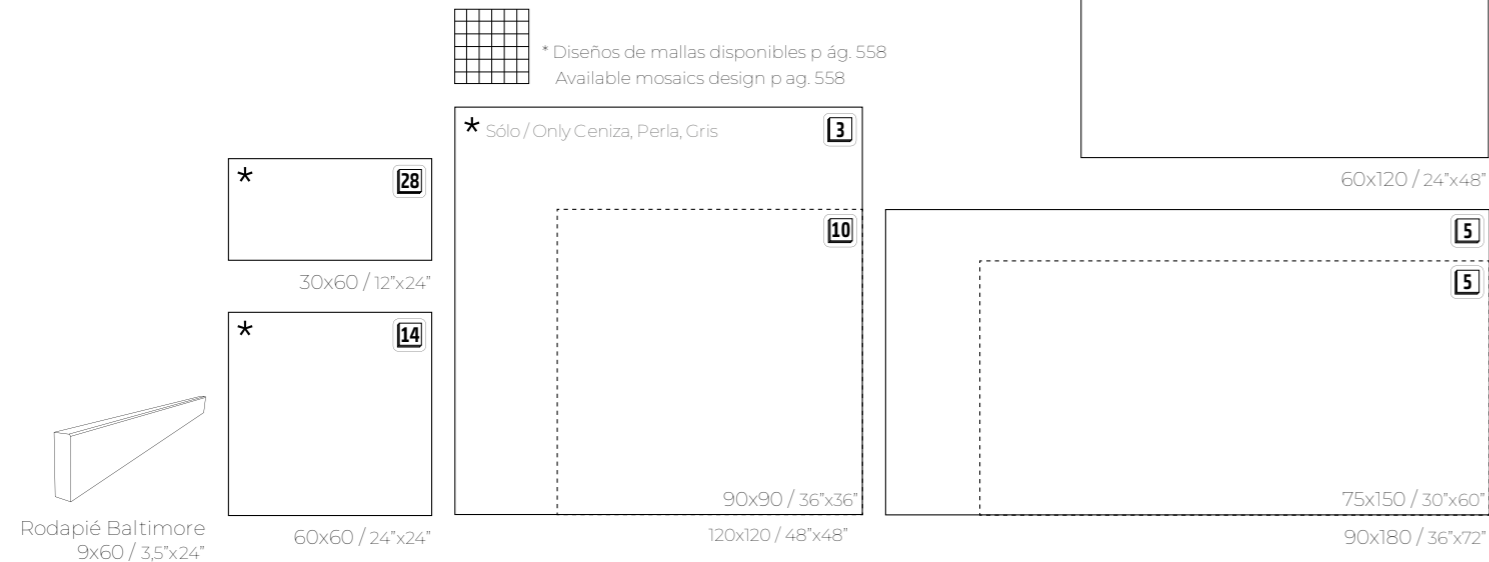 * Diseños de mallas disponibles p ág. 558
Available mosaics design p ag. 558
* Sólo / Only Ceniza, Perla, Gris
3
60x120 / 24”x48”
* 28
10
5
5
30x60 / 12”x24”
* 14
90x90 / 36”x36”
75x150 / 30”x60”
Rodapié Baltimore
9x60 / 3,5”x24”
60x60 / 24”x24”
120x120 / 48”x48”
90x180 / 36”x72”